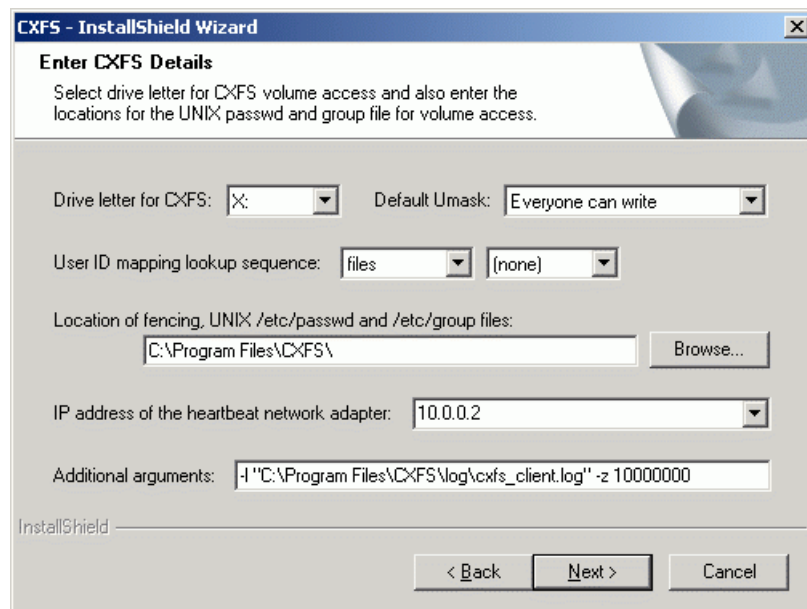 CXFS - InstallShield Wizard
Enter CXFS Details
Select drive letter for CXFS volume access and also enter the
locations for the UNIX passwd and group file for volume access.
Drive letter for CXFS: X: Default Umask: Everyone can write
User ID mapping lookup sequence: files (none)
Location of fencing, UNIX /etc/passwd and /etc/group files:
C:\Program Files\CXFS\ Browse...
IP address of the heartbeat network adapter: 10.0.0.2
Additional arguments: -l "C:\Program Files\CXFS\log\cxfs_client.log" -z 10000000
InstallShield
< Back Next > Cancel